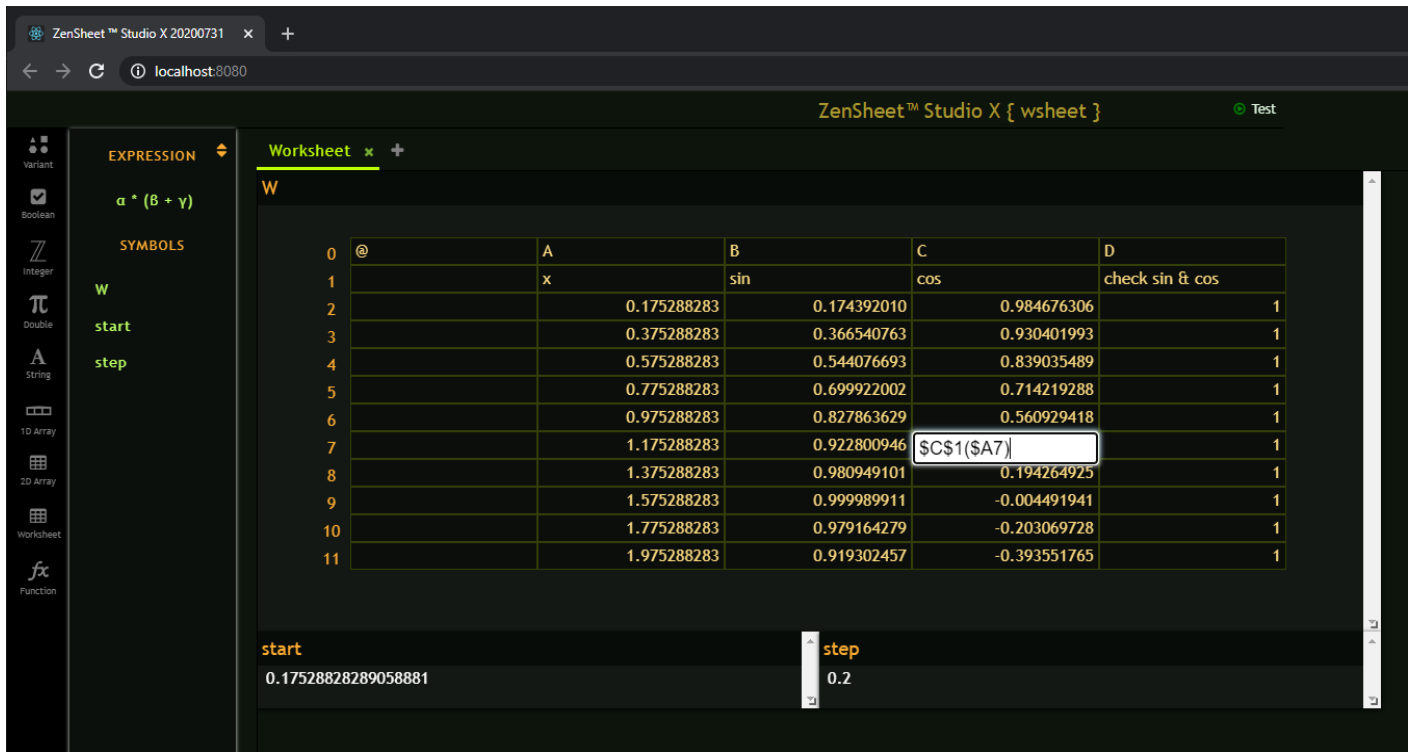 ZenSheet™ Studio X 20200731 × +
localhost:8080
ZenSheet™ Studio X { wsheet } Test
Variant
Boolean
ℤ
Integer
π
Double
A
String
1D Array
2D Array
Worksheet
fx
Function
EXPRESSION
α * (β + γ)
SYMBOLS
W
start
step
Worksheet × +
W
0 @ A B C D
1 x sin cos check sin & cos
2 0.175288283 0.174392010 0.984676306 1
3 0.375288283 0.366540763 0.930401993 1
4 0.575288283 0.544076693 0.839035489 1
5 0.775288283 0.699922002 0.714219288 1
6 0.975288283 0.827863629 0.560929418 1
7 1.175288283 0.922800946 $C$1($A7) 1
8 1.375288283 0.980949101 0.194264925 1
9 1.575288283 0.999989911 -0.004491941 1
10 1.775288283 0.979164279 -0.203069728 1
11 1.975288283 0.919302457 -0.393551765 1
start
0.17528828289058881
step
0.2